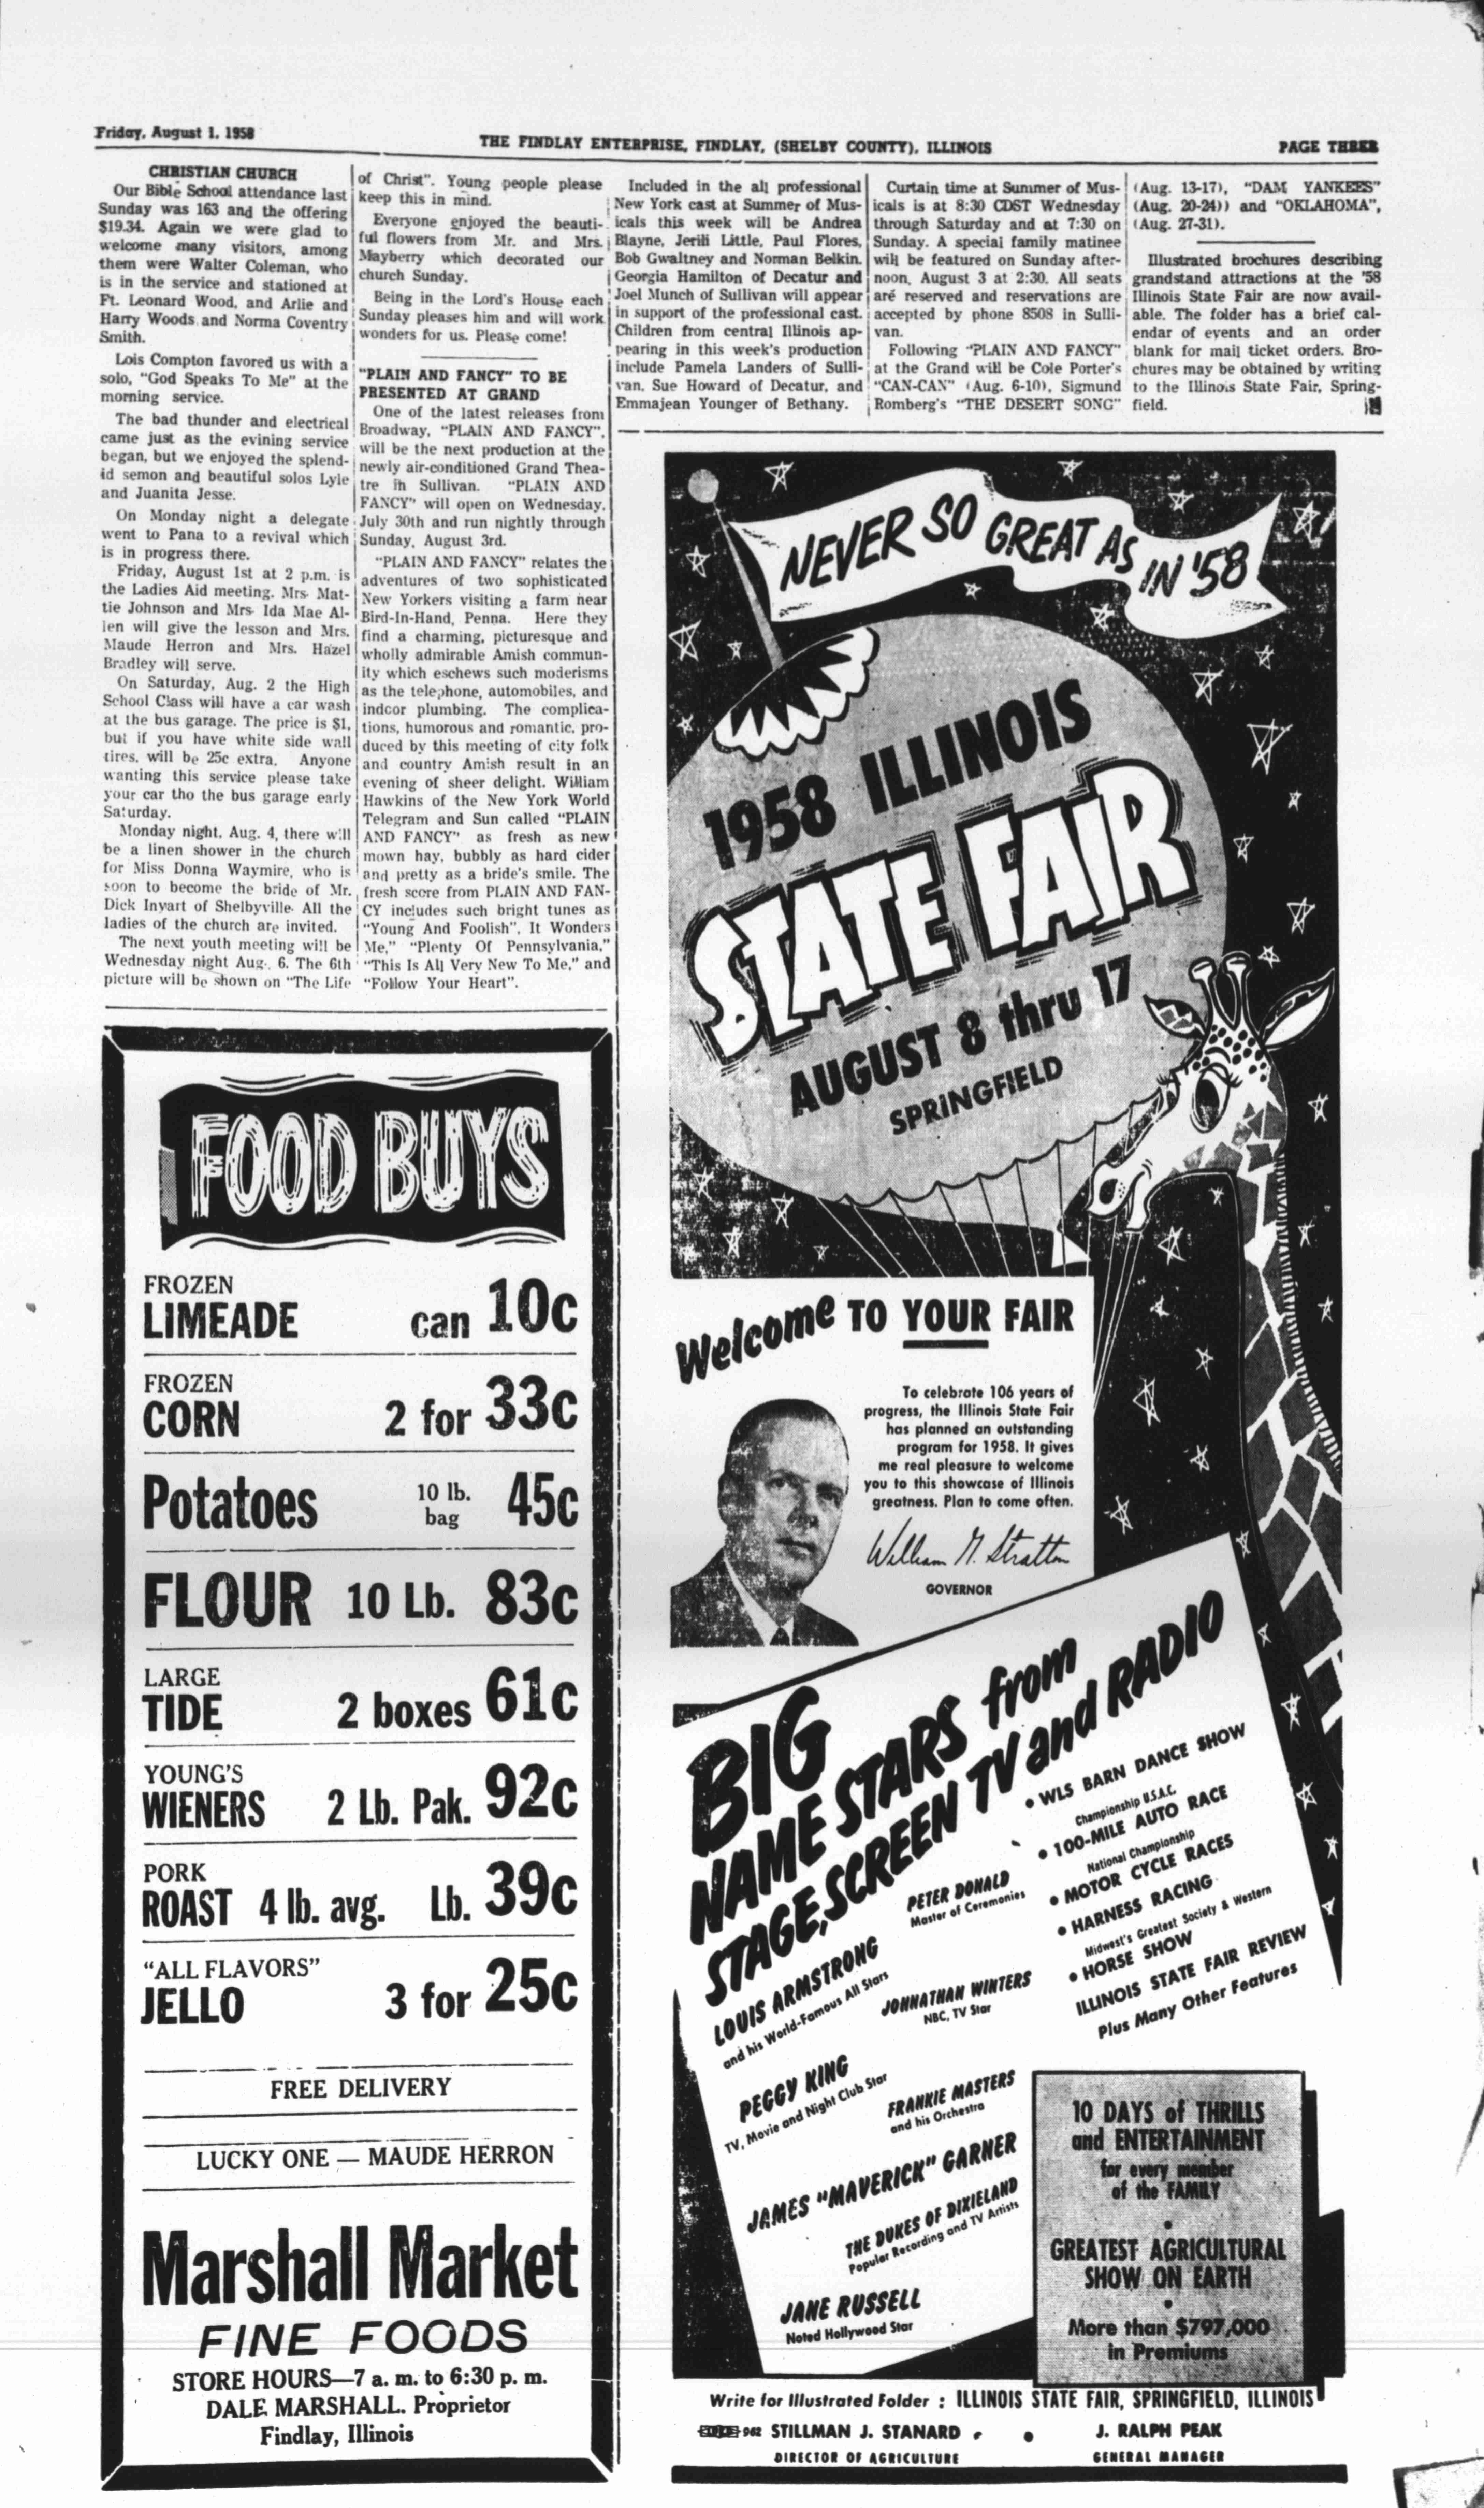 Friday, August 1, 1958
THE FINDLAY ENTERPRISE, FINDLAY, (SHELBY COUNTY), ILLINOIS
PAGE THREE
CHRISTIAN CHURCH
Our Bible School attendance last
Sunday was 163 and the offering
$19.34. Again we were glad to
welcome many visitors, among
them were Walter Coleman, who
is in the service and stationed at
Ft. Leonard Wood, and Arlie and
Harry Woods and Norma Coventry
Smith.
Lois Compton favored us with a
solo, "God Speaks To Me" at the
morning service.
The bad thunder and electrical
came just as the evining service
began, but we enjoyed the splend-
id semon and beautiful solos Lyle
and Juanita Jesse.
On Monday night a delegate
went to Pana to a revival which
is in progress there.
Friday, August 1st at 2 p.m. is
the Ladies Aid meeting. Mrs. Mat-
tie Johnson and Mrs. Ida Mae Al-
len will give the lesson and Mrs.
Maude Herron and Mrs. Hazel
Bradley will serve.
On Saturday, Aug. 2 the High
School Class will have a car wash
at the bus garage. The price is $1,
but if you have white side wall
tires, will be 25c extra. Anyone
wanting this service please take
your car tho the bus garage early
Saturday.
Monday night, Aug. 4, there will
be a linen shower in the church
for Miss Donna Waymire, who is
soon to become the bride of Mr.
Dick Inyart of Shelbyville. All the
ladies of the church are invited.
The next youth meeting will be
Wednesday night Aug. 6. The 6th
picture will be shown on "The Life
of Christ". Young people please
keep this in mind.
Everyone enjoyed the beauti-
ful flowers from Mr. and Mrs.
Mayberry which decorated our
church Sunday.
Being in the Lord's House each
Sunday pleases him and will work
wonders for us. Please come!
"PLAIN AND FANCY" TO BE
PRESENTED AT GRAND
One of the latest releases from
Broadway, "PLAIN AND FANCY",
will be the next production at the
newly air-conditioned Grand Thea-
tre in Sullivan. "PLAIN AND
FANCY" will open on Wednesday,
July 30th and run nightly through
Sunday, August 3rd.
"PLAIN AND FANCY" relates the
adventures of two sophisticated
New Yorkers visiting a farm near
Bird-In-Hand, Penna. Here they
find a charming, picturesque and
wholly admirable Amish commun-
ity which eschews such moderisms
as the telephone, automobiles, and
indoor plumbing. The complica-
tions, humorous and romantic, pro-
duced by this meeting of city folk
and country Amish result in an
evening of sheer delight. William
Hawkins of the New York World
Telegram and Sun called "PLAIN
AND FANCY" as fresh as new
mown hay, bubbly as hard cider
and pretty as a bride's smile. The
fresh score from PLAIN AND FAN-
CY includes such bright tunes as
"Young And Foolish", It Wonders
Me," "Plenty Of Pennsylvania,"
"This Is All Very New To Me," and
"Follow Your Heart".
Included in the all professional
New York cast at Summer of Mus-
icals this week will be Andrea
Blayne, Jerili Little, Paul Flores,
Bob Gwaltney and Norman Belkin.
Georgia Hamilton of Decatur and
Joel Munch of Sullivan will appear
in support of the professional cast.
Children from central Illinois ap-
pearing in this week's production
include Pamela Landers of Sulli-
van, Sue Howard of Decatur, and
Emmajean Younger of Bethany.
Curtain time at Summer of Mus-
icals is at 8:30 CDST Wednesday
through Saturday and at 7:30 on
Sunday. A special family matinee
will be featured on Sunday after-
noon, August 3 at 2:30. All seats
are reserved and reservations are
accepted by phone 8508 in Sulli-
van.
Following "PLAIN AND FANCY"
at the Grand will be Cole Porter's
"CAN-CAN" (Aug. 6-10), Sigmund
Romberg's "THE DESERT SONG"
(Aug. 13-17), "DAM YANKEES"
(Aug. 20-24)) and "OKLAHOMA",
(Aug. 27-31).
Illustrated brochures describing
grandstand attractions at the '58
Illinois State Fair are now avail-
able. The folder has a brief cal-
endar of events and an order
blank for mail ticket orders. Bro-
chures may be obtained by writing
to the Illinois State Fair, Spring-
field.
FOOD BUYS
FROZEN
LIMEADE can 10c
FROZEN
CORN 2 for 33c
Potatoes 10 lb. bag 45c
FLOUR 10 Lb. 83c
LARGE
TIDE 2 boxes 61c
YOUNG'S
WIENERS 2 Lb. Pak. 92c
PORK
ROAST 4 lb. avg. Lb. 39c
"ALL FLAVORS"
JELLO 3 for 25c
FREE DELIVERY
LUCKY ONE — MAUDE HERRON
Marshall Market
FINE FOODS
STORE HOURS—7 a. m. to 6:30 p. m.
DALE MARSHALL. Proprietor
Findlay, Illinois
NEVER SO GREAT AS IN '58
1958 ILLINOIS
STATE FAIR
AUGUST 8 thru 17
SPRINGFIELD
Welcome TO YOUR FAIR
To celebrate 106 years of
progress, the Illinois State Fair
has planned an outstanding
program for 1958. It gives
me real pleasure to welcome
you to this showcase of Illinois
greatness. Plan to come often.
William G. Stratton
GOVERNOR
BIG
NAME STARS from
STAGE, SCREEN TV and RADIO
PETER DONALD
Master of Ceremonies
LOUIS ARMSTRONG
and his World-Famous All Stars
JOHNATHAN WINTERS
NBC, TV Star
PEGGY KING
TV, Movie and Night Club Star
FRANKIE MASTERS
and his Orchestra
JAMES "MAVERICK" GARNER
THE DUKES OF DIXIELAND
Popular Recording and TV Artists
JANE RUSSELL
Noted Hollywood Star
• WLS BARN DANCE SHOW
Championship U.S.A.C.
• 100-MILE AUTO RACE
National Championship
• MOTOR CYCLE RACES
• HARNESS RACING
Midwest's Greatest Society & Western
• HORSE SHOW
ILLINOIS STATE FAIR REVIEW
Plus Many Other Features
10 DAYS of THRILLS
and ENTERTAINMENT
for every member
of the FAMILY
•
GREATEST AGRICULTURAL
SHOW ON EARTH
•
More than $797,000
in Premiums
Write for Illustrated Folder : ILLINOIS STATE FAIR, SPRINGFIELD, ILLINOIS
962 STILLMAN J. STANARD • J. RALPH PEAK
DIRECTOR OF AGRICULTURE GENERAL MANAGER